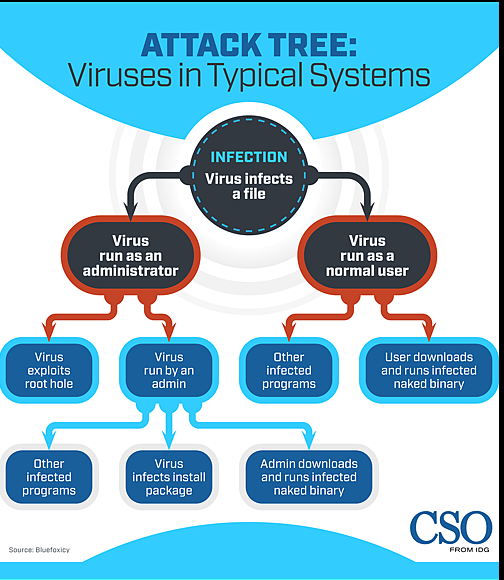 ATTACK TREE:
Viruses in Typical Systems
INFECTION
Virus infects
a file
Virus
run as an
administrator
Virus
run as a
normal user
Virus
exploits
root hole
Virus
run by an
admin
Other
infected
programs
User downloads
and runs infected
naked binary
Other
infected
programs
Virus
infects install
package
Admin downloads
and runs infected
naked binary
Source: Bluefoxicy
CSO
FROM IDG